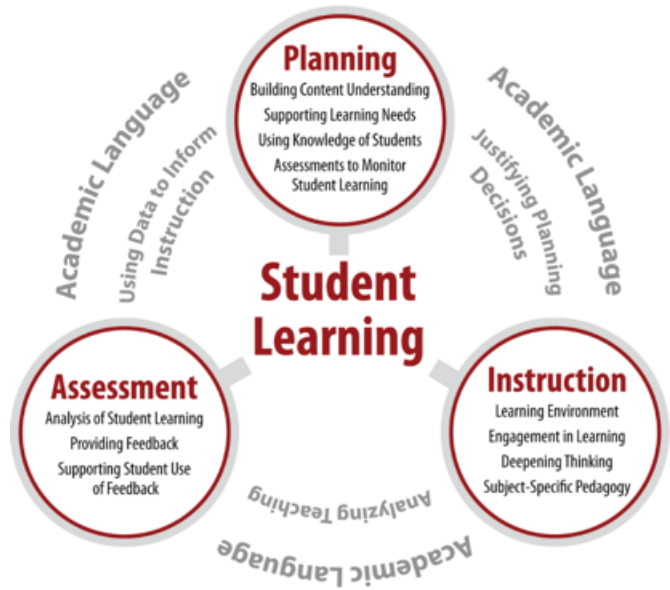 Planning
Building Content Understanding
Supporting Learning Needs
Using Knowledge of Students
Assessments to Monitor
Student Learning
Academic Language
Using Data to Inform
Instruction
Academic Language
Justifying Planning
Decisions
Student
Learning
Assessment
Analysis of Student Learning
Providing Feedback
Supporting Student Use
of Feedback
Instruction
Learning Environment
Engagement in Learning
Deepening Thinking
Subject-Specific Pedagogy
Analyzing Teaching
Academic Language